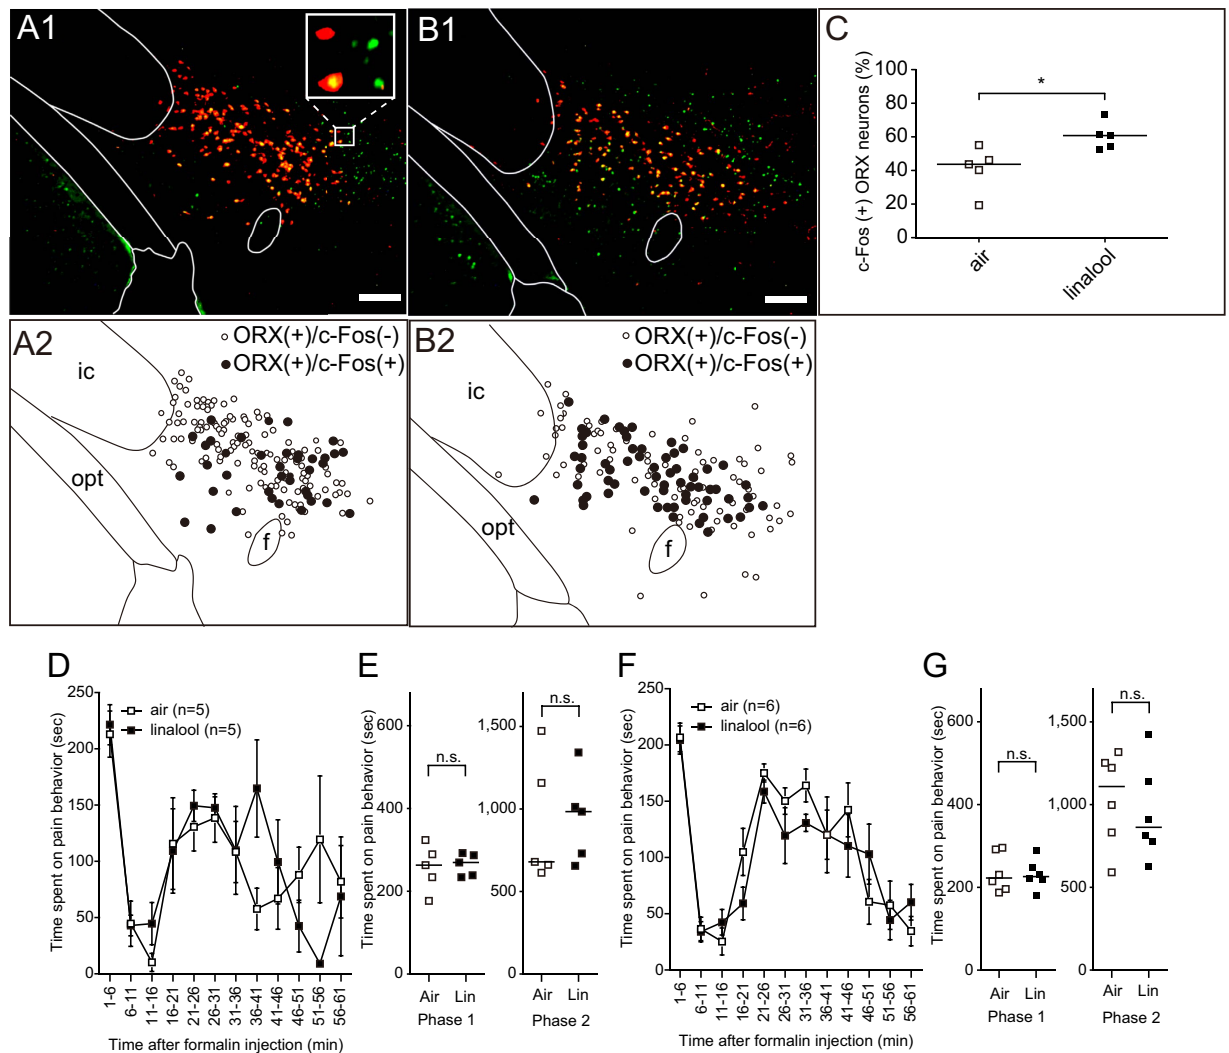 A1
B1
C
c-Fos (+) ORX neurons (%)
100
80
60
40
20
0
*
air
linalool
A2
ORX(+)/c-Fos(-)
ORX(+)/c-Fos(+)
ic
opt
f
B2
ORX(+)/c-Fos(-)
ORX(+)/c-Fos(+)
ic
opt
f
D
Time spent on pain behavior (sec)
250
200
150
100
50
0
air (n=5)
linalool (n=5)
1-6
6-11
11-16
16-21
21-26
26-31
31-36
36-41
41-46
46-51
51-56
56-61
Time after formalin injection (min)
E
Time spent on pain behavior (sec)
600
400
200
0
n.s.
Air Lin
Phase 1
1,500
1,000
500
0
n.s.
Air Lin
Phase 2
F
Time spent on pain behavior (sec)
250
200
150
100
50
0
air (n=6)
linalool (n=6)
1-6
6-11
11-16
16-21
21-26
26-31
31-36
36-41
41-46
46-51
51-56
56-61
Time after formalin injection (min)
G
Time spent on pain behavior (sec)
600
400
200
0
n.s.
Air Lin
Phase 1
1,500
1,000
500
0
n.s.
Air Lin
Phase 2